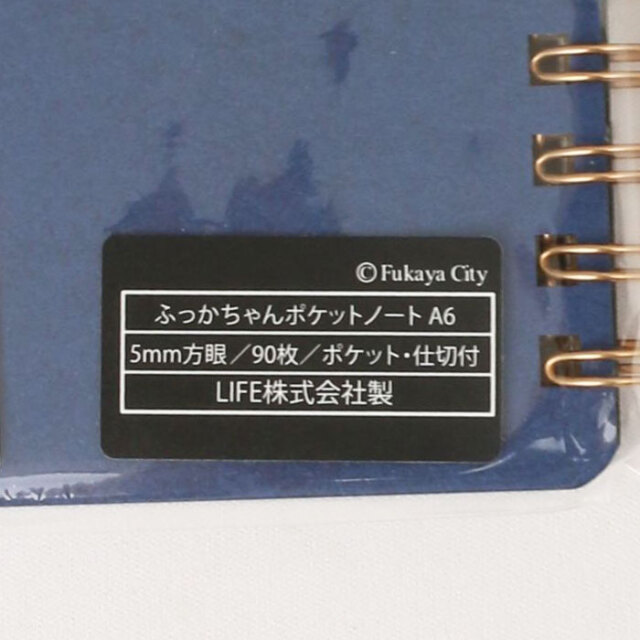 ©Fukaya City
ふっかちゃんポケットノート A6
5mm方眼／90枚／ポケット・仕切付
LIFE株式会社製